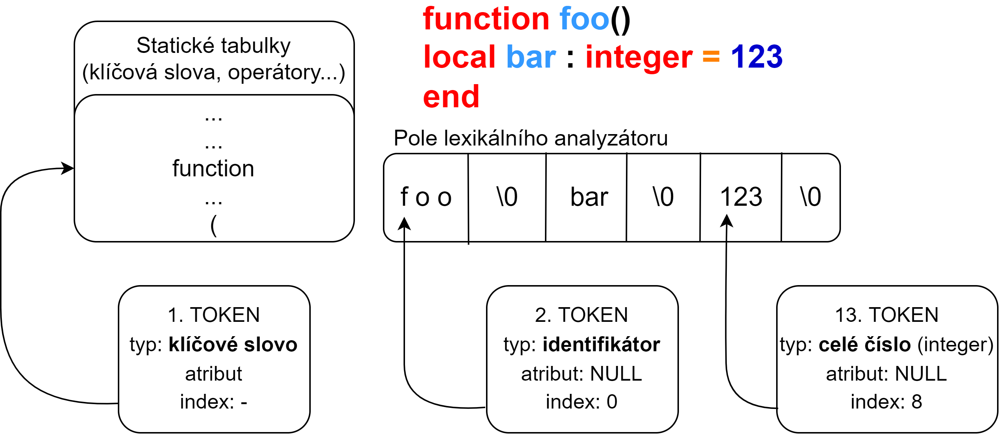 Statické tabulky
(klíčová slova, operátory...)
...
...
function
...
(
function foo()
local bar : integer = 123
end
Pole lexikálního analyzátoru
f o o \0 bar \0 123 \0
1. TOKEN
typ: klíčové slovo
atribut
index: -
2. TOKEN
typ: identifikátor
atribut: NULL
index: 0
13. TOKEN
typ: celé číslo (integer)
atribut: NULL
index: 8